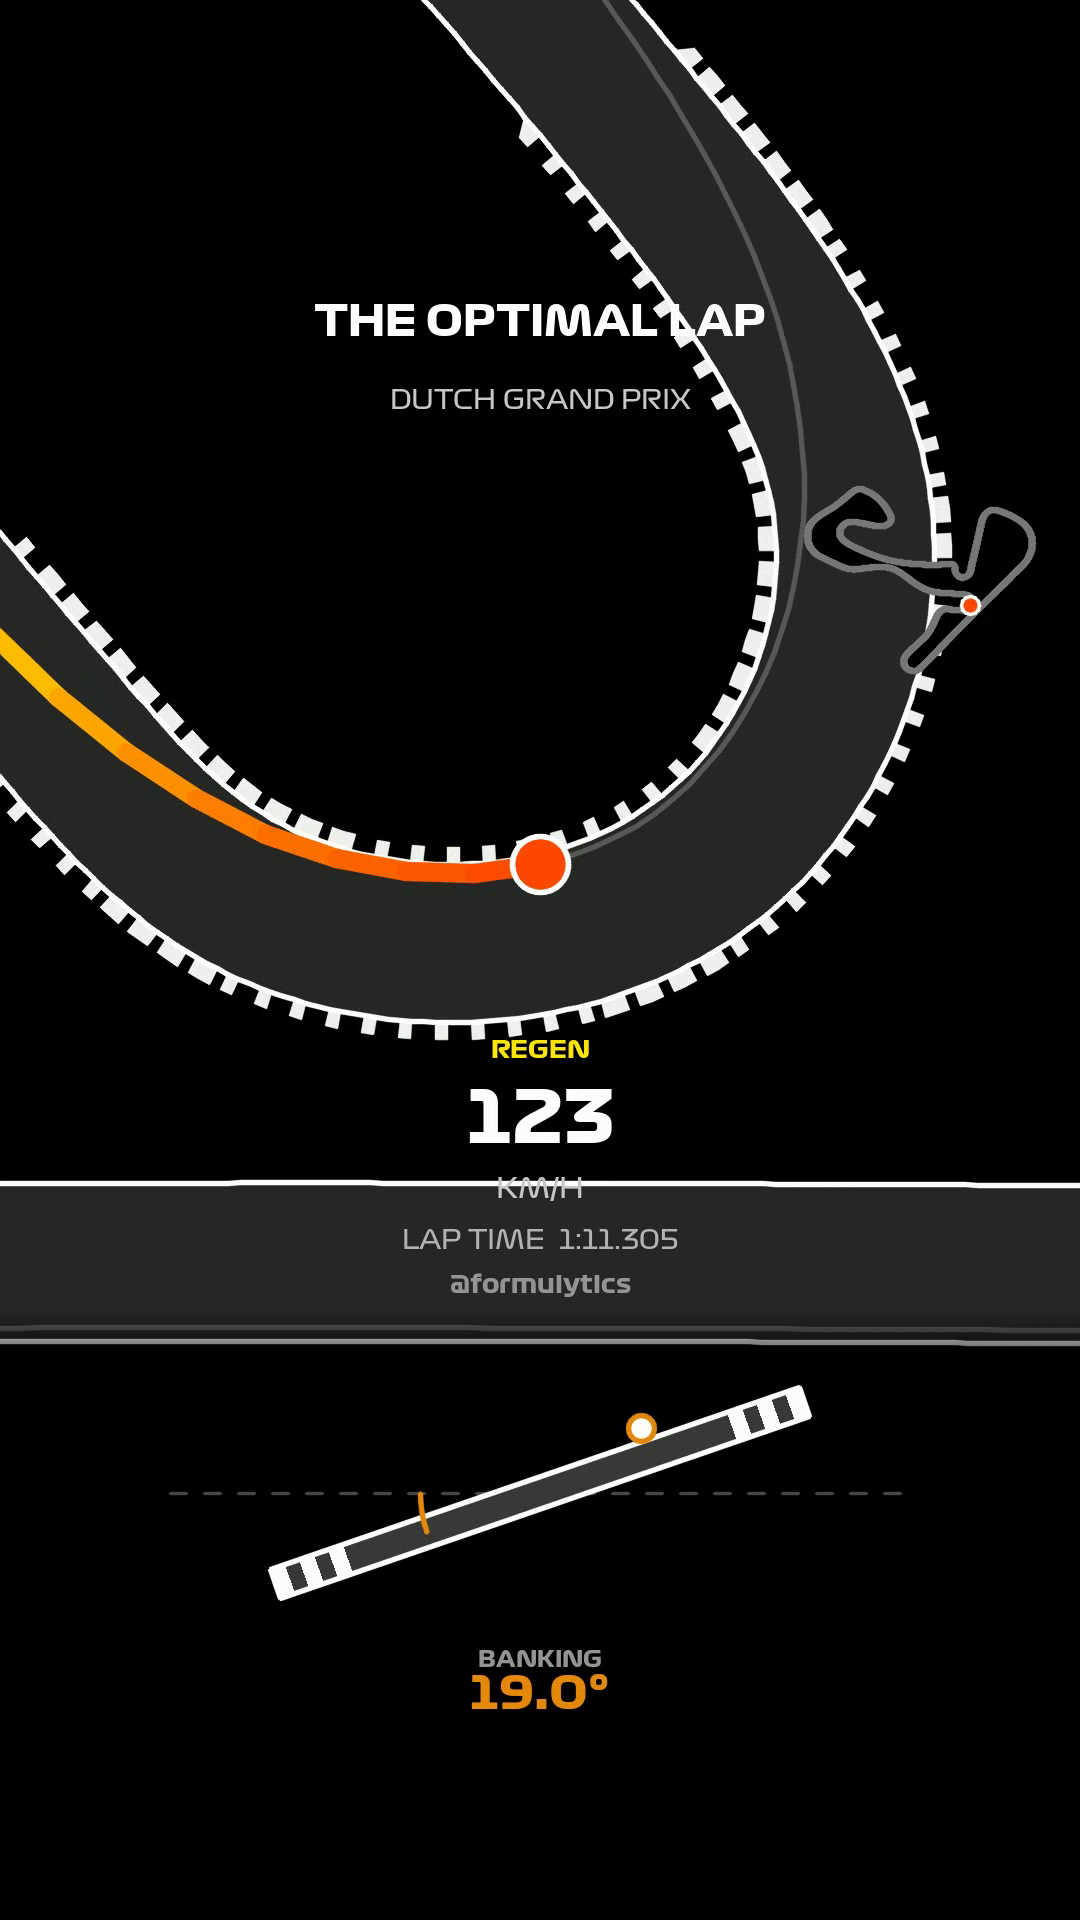 THE OPTIMAL LAP
DUTCH GRAND PRIX
REGEN
123
KM/H
LAP TIME 1:11.305
@formulytics
BANKING
19.0°